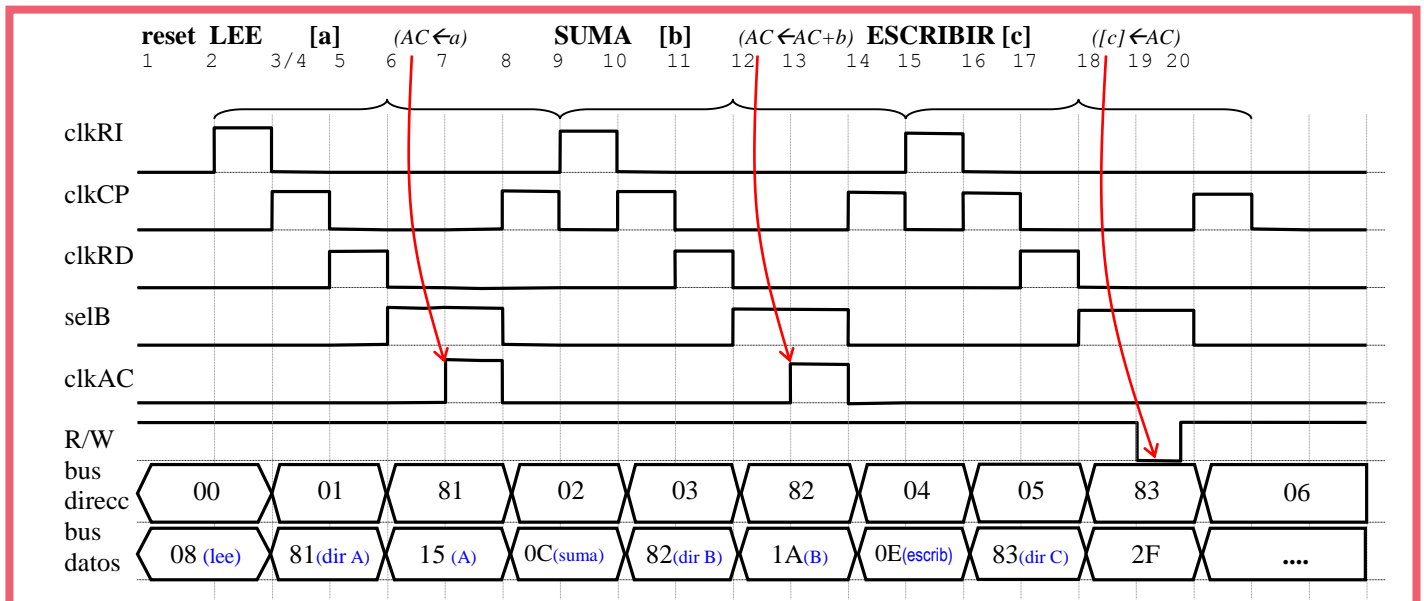 reset LEE [a] (AC←a) SUMA [b] (AC←AC+b) ESCRIBIR [c] ([c]←AC)
1 2 3/4 5 6 7 8 9 10 11 12 13 14 15 16 17 18 19 20
clkRI
clkCP
clkRD
selB
clkAC
R/W
bus direcc 00 01 81 02 03 82 04 05 83 06
bus datos 08 (lee) 81(dir A) 15 (A) 0C(suma) 82(dir B) 1A(B) 0E(escrib) 83(dir C) 2F ....